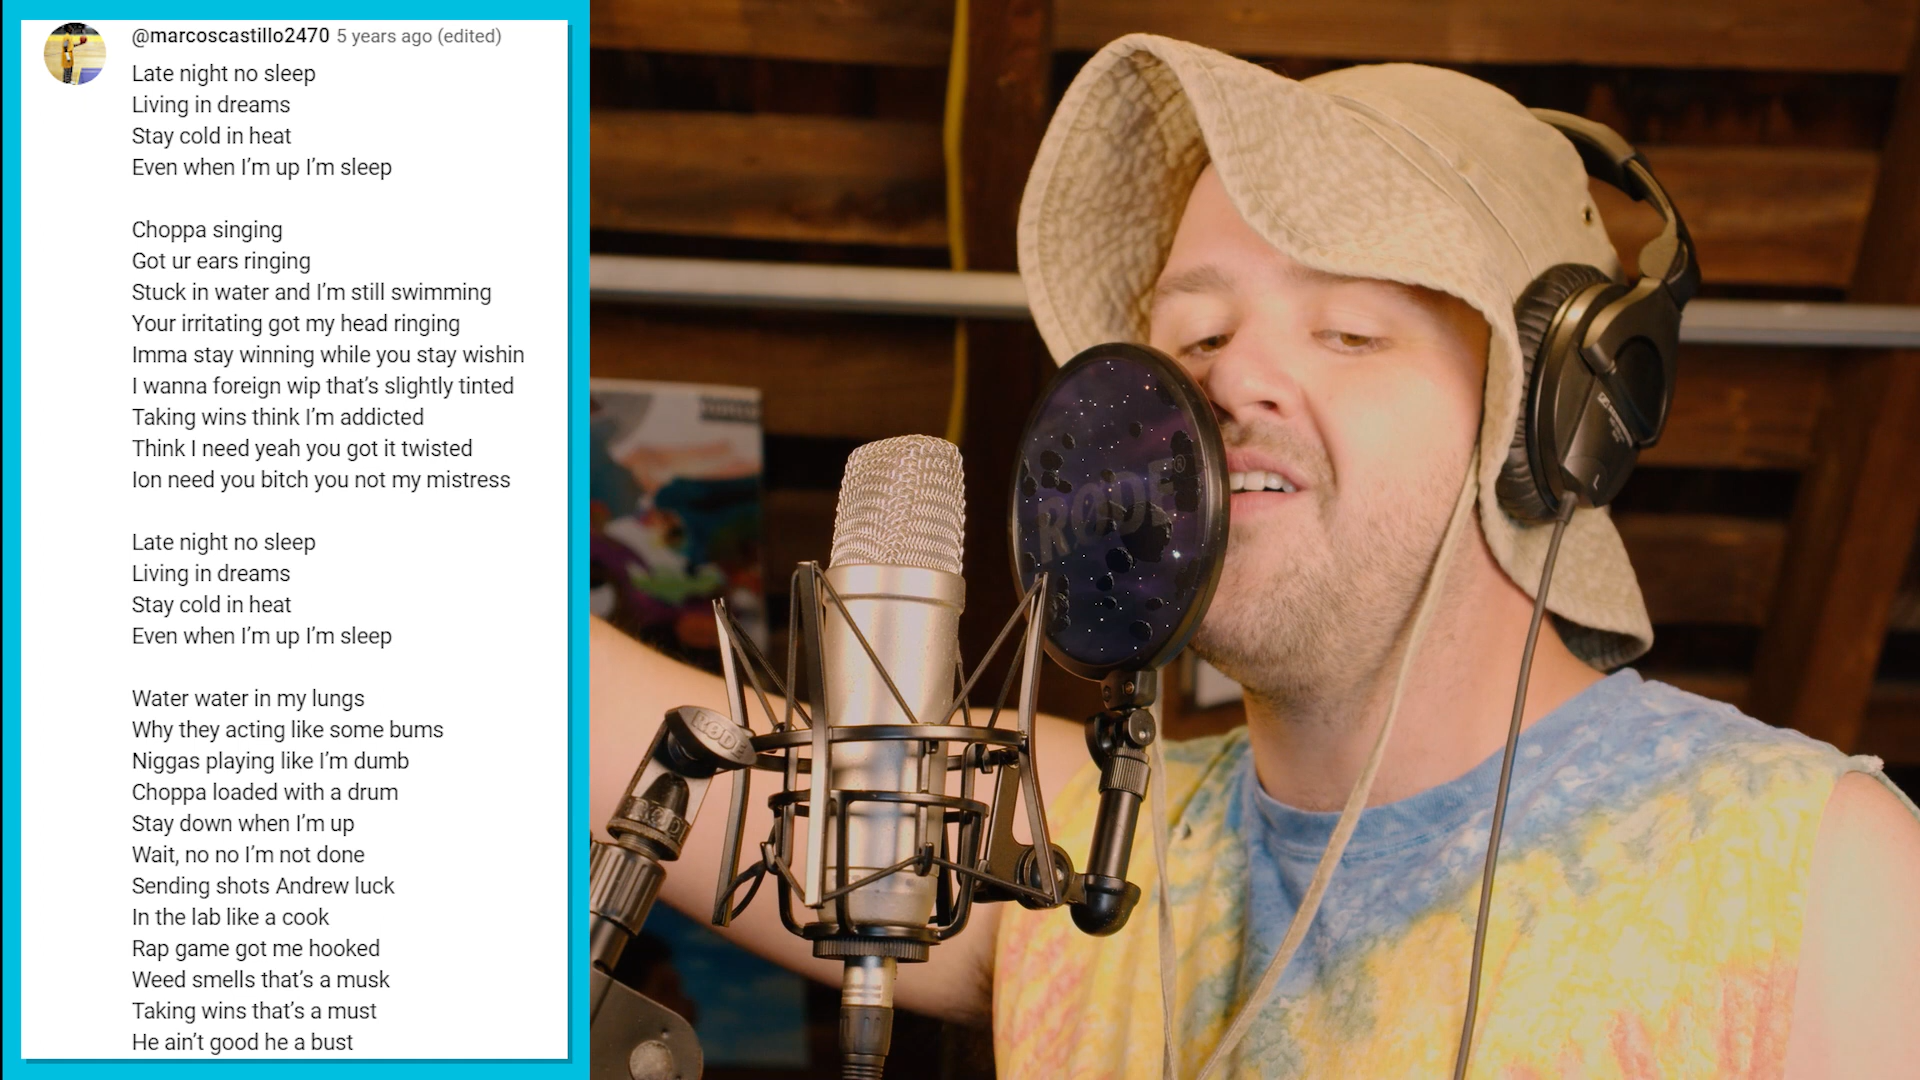 @marcoscastillo2470 5 years ago (edited)
Late night no sleep
Living in dreams
Stay cold in heat
Even when I'm up I'm sleep
Choppa singing
Got ur ears ringing
Stuck in water and I'm still swimming
Your irritating got my head ringing
Imma stay winning while you stay wishin
I wanna foreign wip that's slightly tinted
Taking wins think I'm addicted
Think I need yeah you got it twisted
Ion need you bitch you not my mistress
Late night no sleep
Living in dreams
Stay cold in heat
Even when I'm up I'm sleep
Water water in my lungs
Why they acting like some bums
Niggas playing like I'm dumb
Choppa loaded with a drum
Stay down when I'm up
Wait, no no I'm not done
Sending shots Andrew luck
In the lab like a cook
Rap game got me hooked
Weed smells that's a musk
Taking wins that's a must
He ain't good he a bust
RØDE®
RØDE
RØDE
L